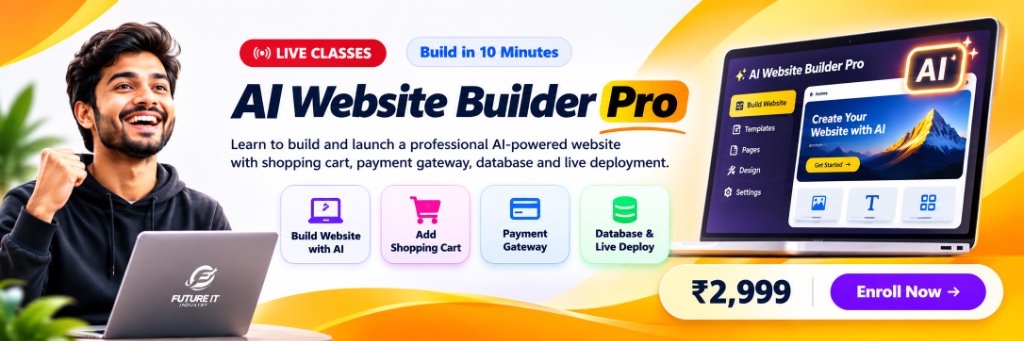 LIVE CLASSES
Build in 10 Minutes
AI Website Builder Pro
Learn to build and launch a professional AI-powered website
with shopping cart, payment gateway, database and live deployment.
Build Website
with AI
Add
Shopping Cart
Payment
Gateway
Database &
Live Deploy
FUTURE IT
INDUSTRY
AI Website Builder Pro
AI
Build Website
Templates
Pages
Design
Settings
Create Your
Website with AI
Get Started →
T
₹2,999
Enroll Now →